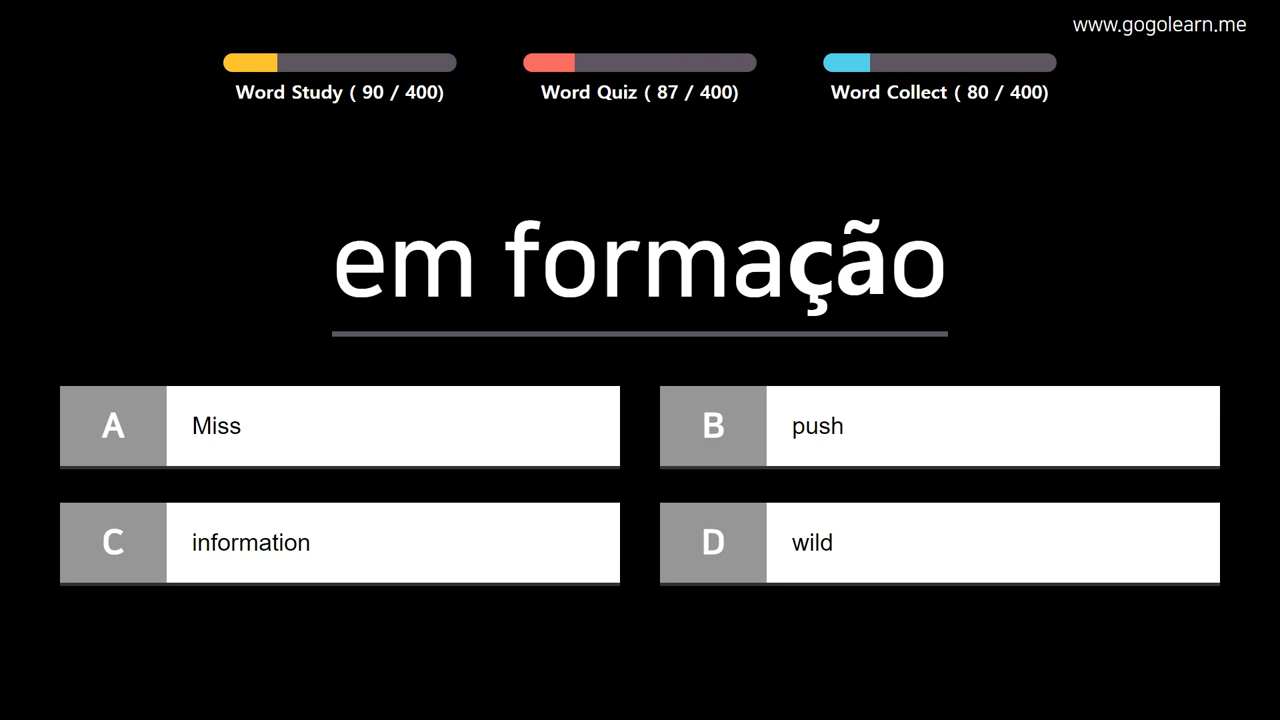 www.gogolearn.me
Word Study ( 90 / 400)
Word Quiz ( 87 / 400)
Word Collect ( 80 / 400)
em formação
A Miss
B push
C information
D wild